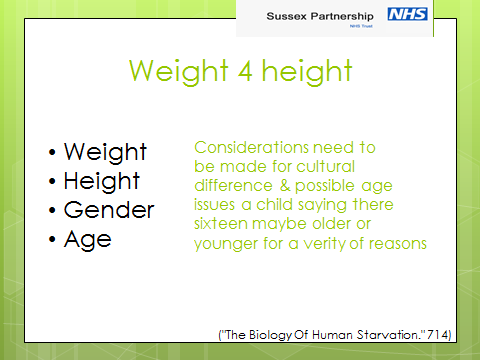 Sussex Partnership NHS
NHS Trust
Weight 4 height
• Weight
• Height
• Gender
• Age
Considerations need to
be made for cultural
difference & possible age
issues a child saying there
sixteen maybe older or
younger for a verity of reasons
("The Biology Of Human Starvation." 714)